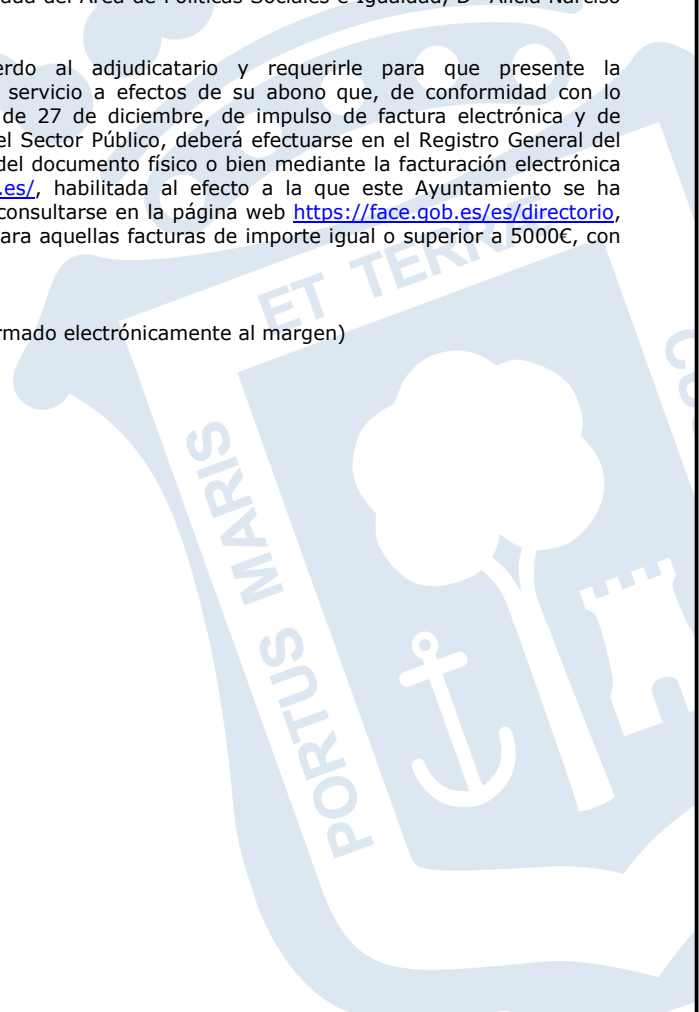 ada del Área de Políticas Sociales e Igualdad, Dª Alicia Narciso
erdo al adjudicatario y requerirle para que presente la
servicio a efectos de su abono que, de conformidad con lo
de 27 de diciembre, de impulso de factura electrónica y de
el Sector Público, deberá efectuarse en el Registro General del
del documento físico o bien mediante la facturación electrónica
.es/, habilitada al efecto a la que este Ayuntamiento se ha
consultarse en la página web https://face.gob.es/es/directorio,
ara aquellas facturas de importe igual o superior a 5000€, con
rmado electrónicamente al margen)
PORTUS MARIS ET TERRAE